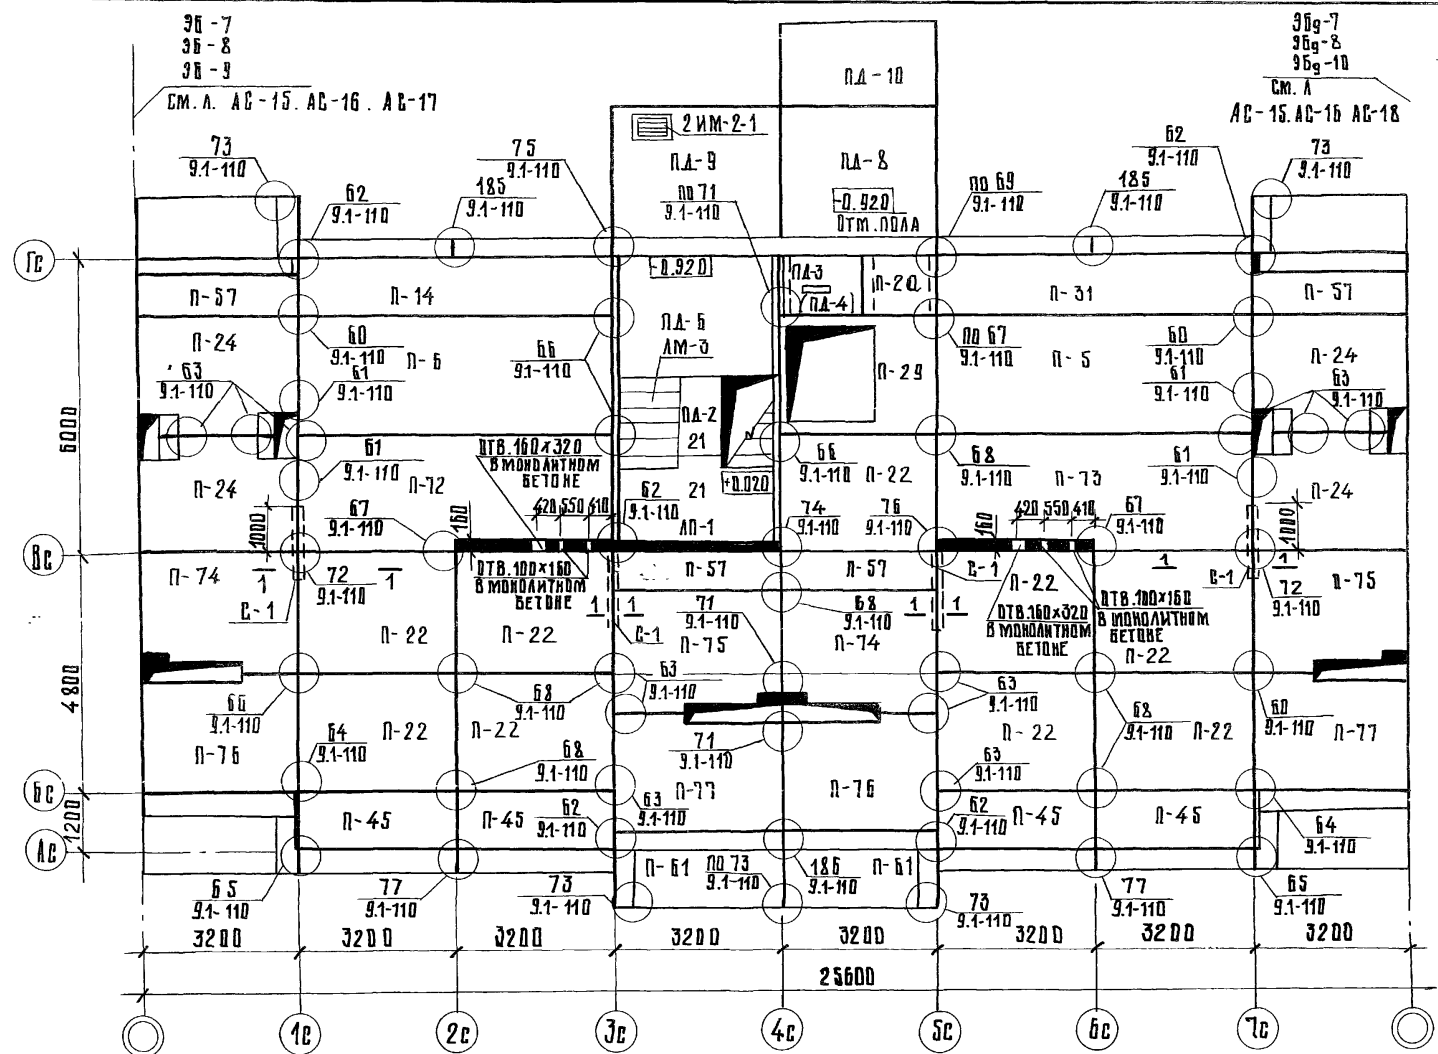 ЭБ-7
ЭБ-8
ЭБ-9
СМ. Л. АС-15. АС-16. АС-17
ЭБд-7
ЭБд-8
ЭБд-10
СМ. Л
АС-15. АС-16 АС-18
ПД-10
2 ИМ-2-1
ПД-9
ПД-8
-0.920
ОТМ. ПОЛА
73
9.1-110
62
9.1-110
185
9.1-110
75
9.1-110
ПО 71
9.1-110
ПО 69
9.1-110
185
9.1-110
62
9.1-110
73
9.1-110
Гс
-0.920
ПД-3
(ПД-4)
П-57
П-14
П-31
П-57
П-24
60
9.1-110
П-6
66
9.1-110
ПД-6
ЛМ-3
П-29
ПО 67
9.1-110
П-5
60
9.1-110
П-24
63
9.1-110
61
9.1-110
61
9.1-110
63
9.1-110
6000
ПД-2
21
ОТВ. 160х320
В МОНОЛИТНОМ
БЕТОНЕ
61
9.1-110
П-72
66
9.1-110
П-22
68
9.1-110
П-73
61
9.1-110
П-24
П-24
+0.020
21
ЛП-1
62
9.1-110
420 550 410
160
67
9.1-110
1000
74
9.1-110
76
9.1-110
160
420 550 410
67
9.1-110
1000
Вс
П-74
1
72
9.1-110
1
С-1
ОТВ. 100х160
В МОНОЛИТНОМ
БЕТОНЕ
П-57
П-57
С-1
П-22
1
С-1
72
9.1-110
1
П-75
1
1
С-1
71
9.1-110
П-75
68
9.1-110
П-74
1
1
ОТВ. 160х320
В МОНОЛИТНОМ
БЕТОНЕ
ОТВ. 100х160
В МОНОЛИТНОМ
БЕТОНЕ
П-22
П-22
П-22
4800
66
9.1-110
68
9.1-110
63
9.1-110
63
9.1-110
68
9.1-110
60
9.1-110
П-76
64
9.1-110
П-22
П-22
68
9.1-110
71
9.1-110
П-77
П-76
П-22
63
9.1-110
П-22
П-77
Бс
1200
Ас
П-45
П-45
62
9.1-110
63
9.1-110
62
9.1-110
П-45
П-45
64
9.1-110
65
9.1-110
77
9.1-110
73
9.1-110
П-61
ПО 73
9.1-110
186
9.1-110
П-61
73
9.1-110
77
9.1-110
65
9.1-110
3200
3200
3200
3200
3200
3200
3200
3200
25600
1с
2с
3с
4с
5с
6с
7с